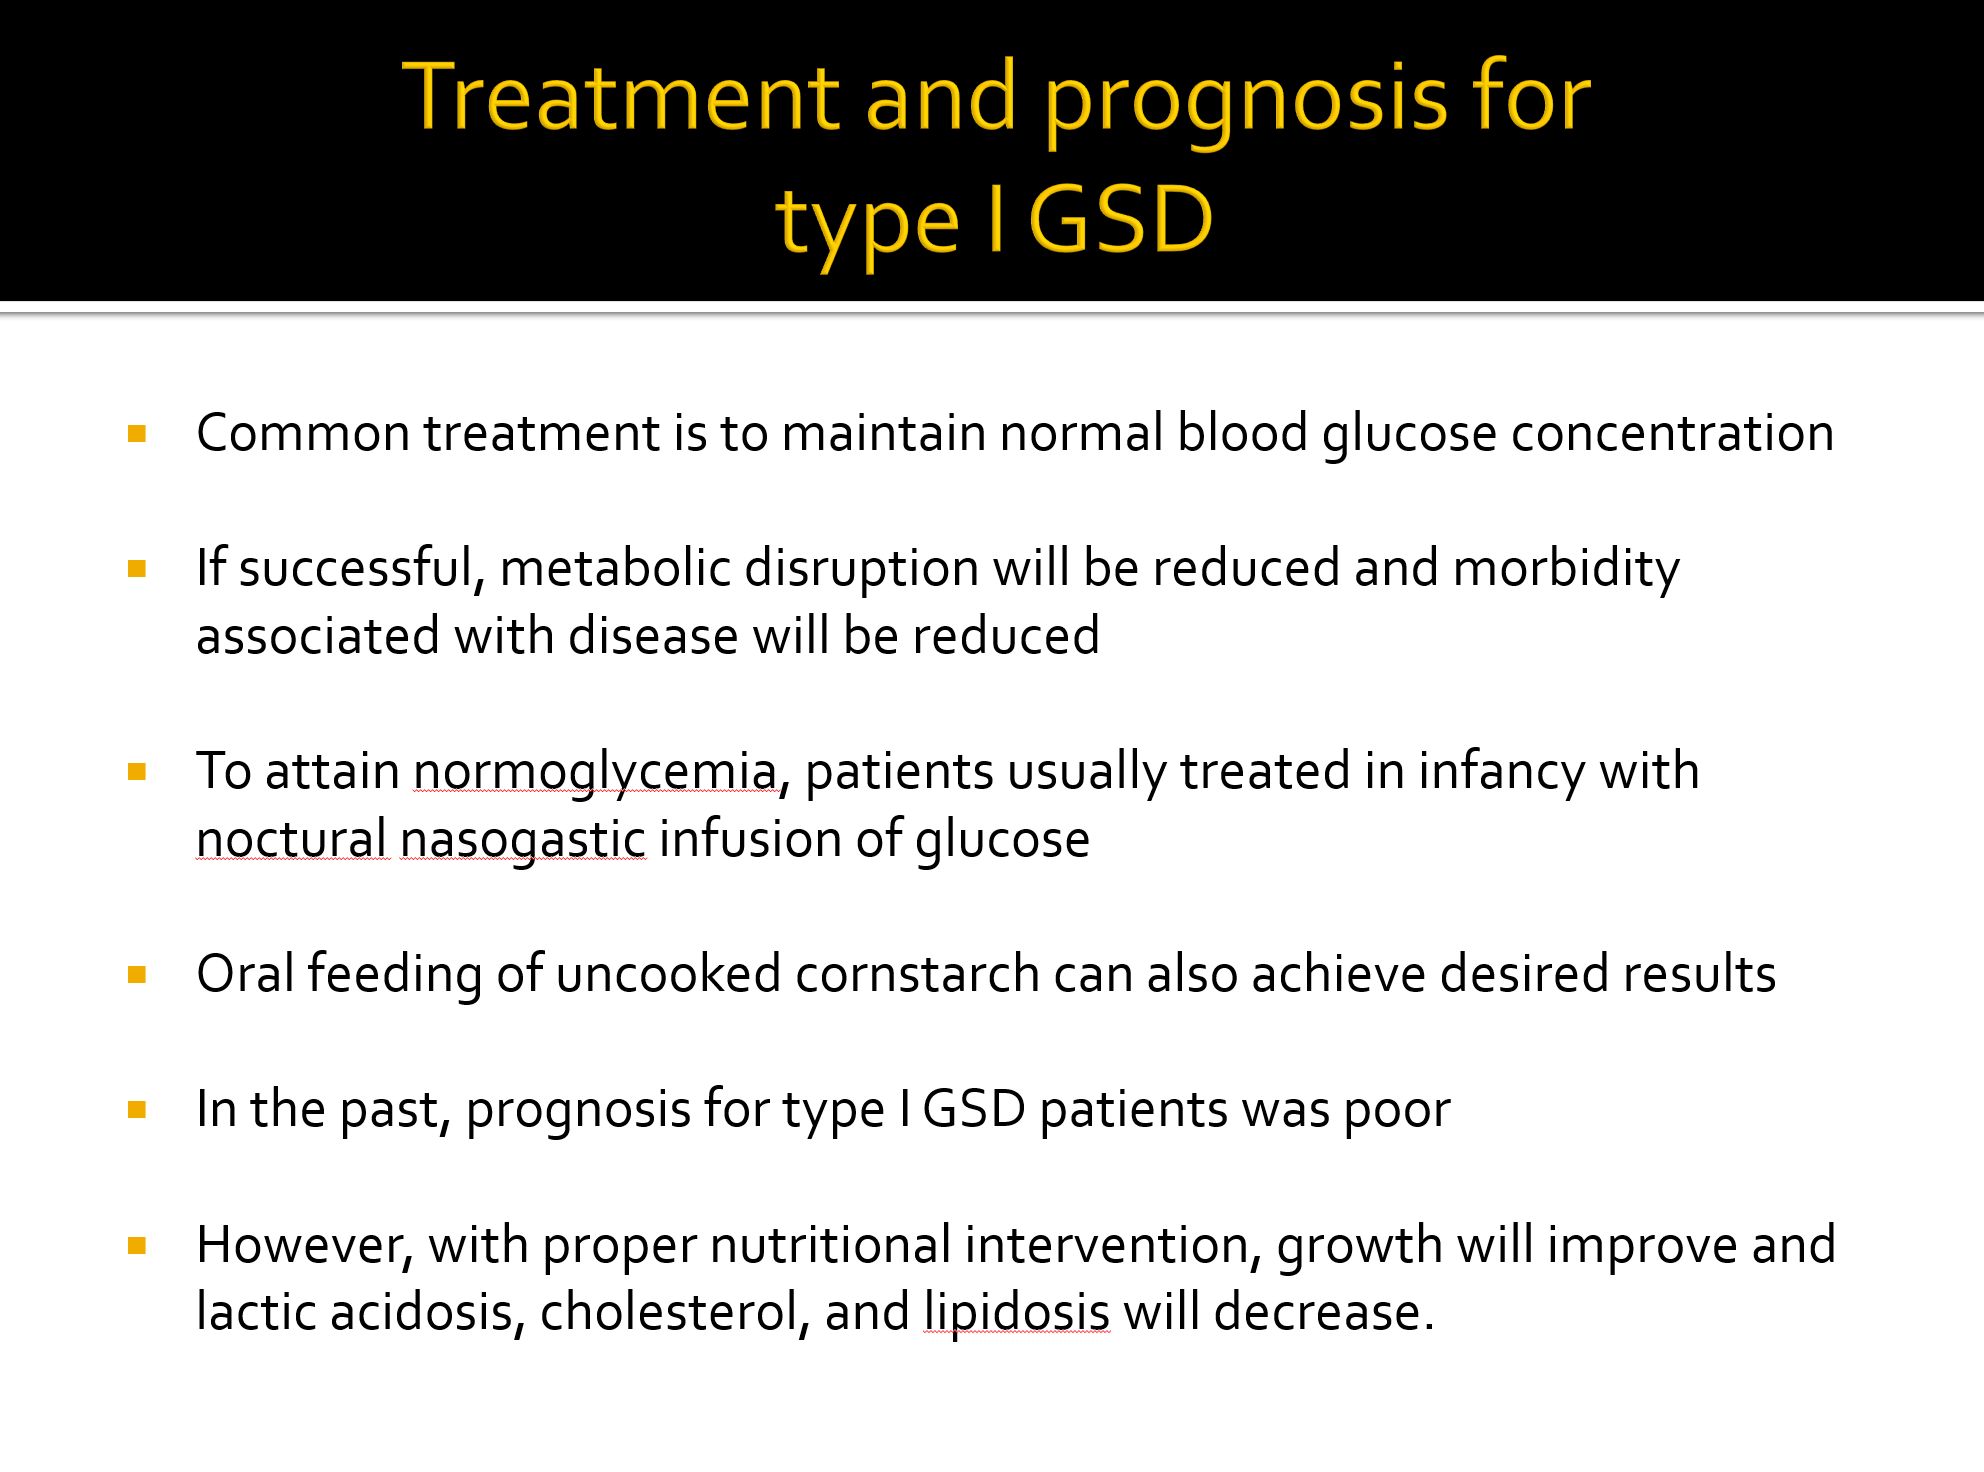 Treatment and prognosis for
type I GSD
Common treatment is to maintain normal blood glucose concentration
If successful, metabolic disruption will be reduced and morbidity
associated with disease will be reduced
To attain normoglycemia, patients usually treated in infancy with
noctural nasogastic infusion of glucose
Oral feeding of uncooked cornstarch can also achieve desired results
In the past, prognosis for type I GSD patients was poor
However, with proper nutritional intervention, growth will improve and
lactic acidosis, cholesterol, and lipidosis will decrease.